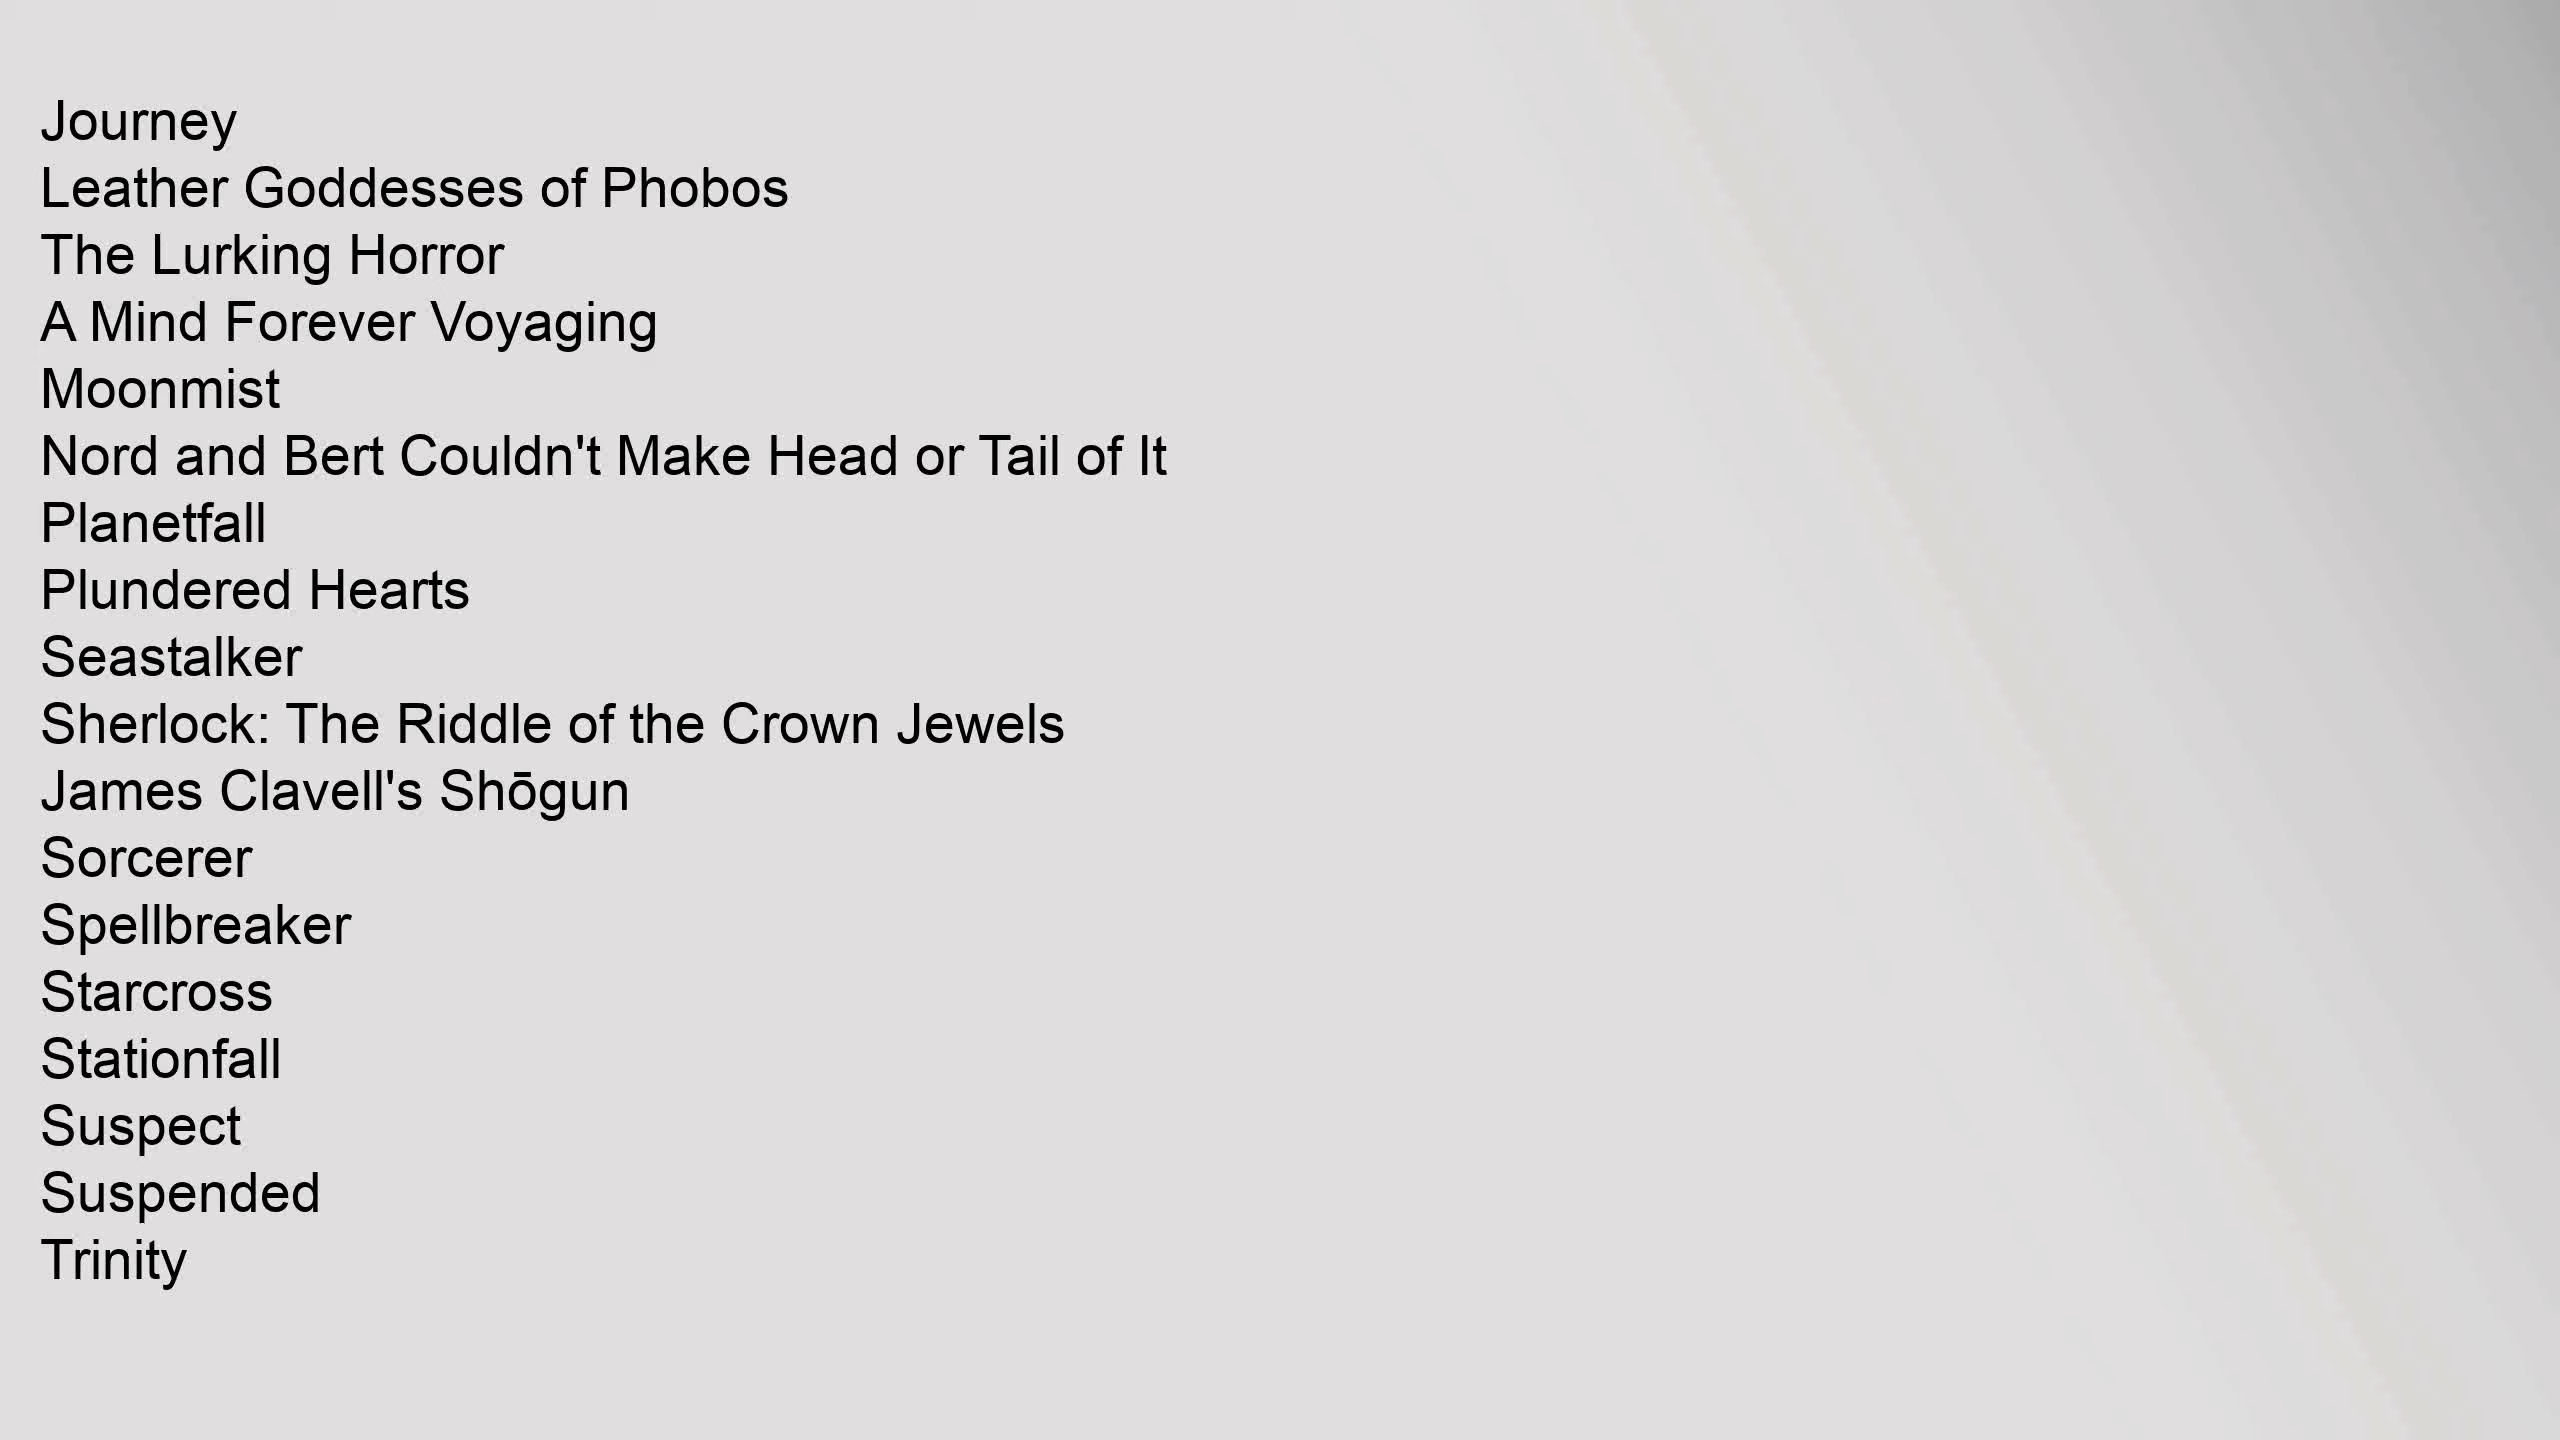 Journey
Leather Goddesses of Phobos
The Lurking Horror
A Mind Forever Voyaging
Moonmist
Nord and Bert Couldn't Make Head or Tail of It
Planetfall
Plundered Hearts
Seastalker
Sherlock: The Riddle of the Crown Jewels
James Clavell's Shōgun
Sorcerer
Spellbreaker
Starcross
Stationfall
Suspect
Suspended
Trinity